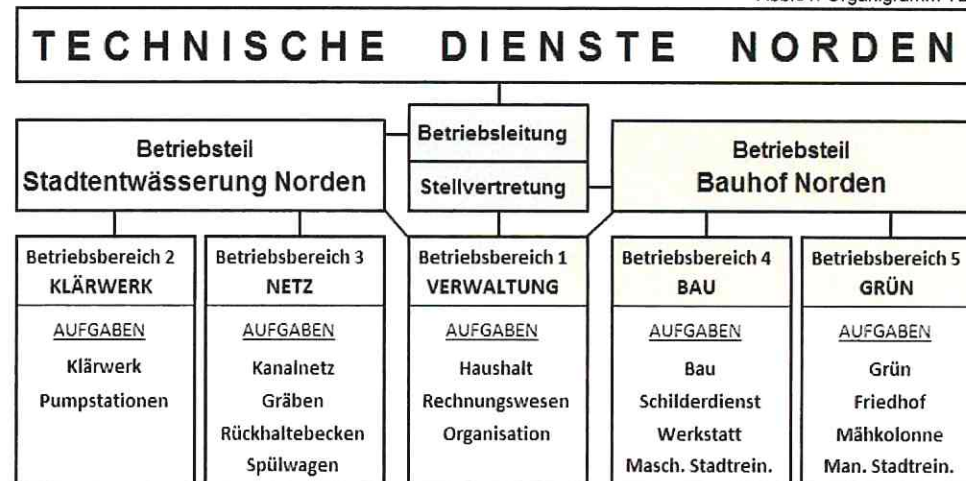 TECHNISCHE DIENSTE NORDEN
Betriebsleitung
Stellvertretung
Betriebsteil
Stadtentwässerung Norden
Betriebsteil
Bauhof Norden
Betriebsbereich 2
KLÄRWERK
AUFGABEN
Klärwerk
Pumpstationen
Betriebsbereich 3
NETZ
AUFGABEN
Kanalnetz
Gräben
Rückhaltebecken
Spülwagen
Betriebsbereich 1
VERWALTUNG
AUFGABEN
Haushalt
Rechnungswesen
Organisation
Betriebsbereich 4
BAU
AUFGABEN
Bau
Schilderdienst
Werkstatt
Masch. Stadtrein.
Betriebsbereich 5
GRÜN
AUFGABEN
Grün
Friedhof
Mähkolonne
Man. Stadtrein.